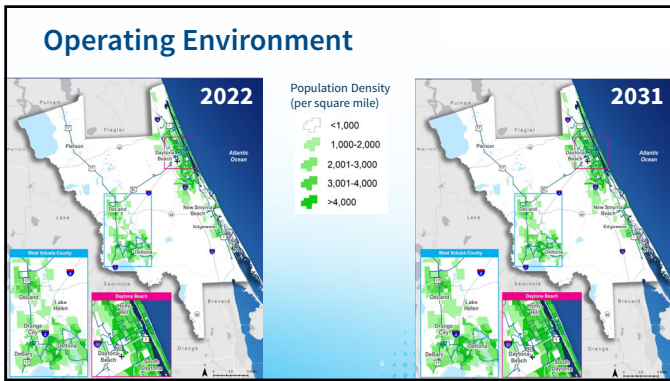 Operating Environment
2022
Putnam
Flagler
Pierson
Daytona
Beach
Atlantic
Ocean
DeLand
New Smyrna
Beach
Edgewater
Lake
Deltona
Seminole
Brevard
Orange
West Volusia County
DeLand
Lake
Helen
Orange
City
Deltona
DeBary
Daytona Beach
Holly
Hill
Daytona
Beach
South
Daytona
Population Density
(per square mile)
<1,000
1,000-2,000
2,001-3,000
3,001-4,000
>4,000
6
2031
Putnam
Flagler
Marion
Pierson
Daytona
Beach
Atlantic
Ocean
DeLand
New Smyrna
Beach
Edgewater
Lake
Deltona
Seminole
Brevard
Orange
West Volusia County
DeLand
Lake
Helen
Orange
City
Deltona
DeBary
Daytona Beach
Holly
Hill
Daytona
Beach
South
Daytona